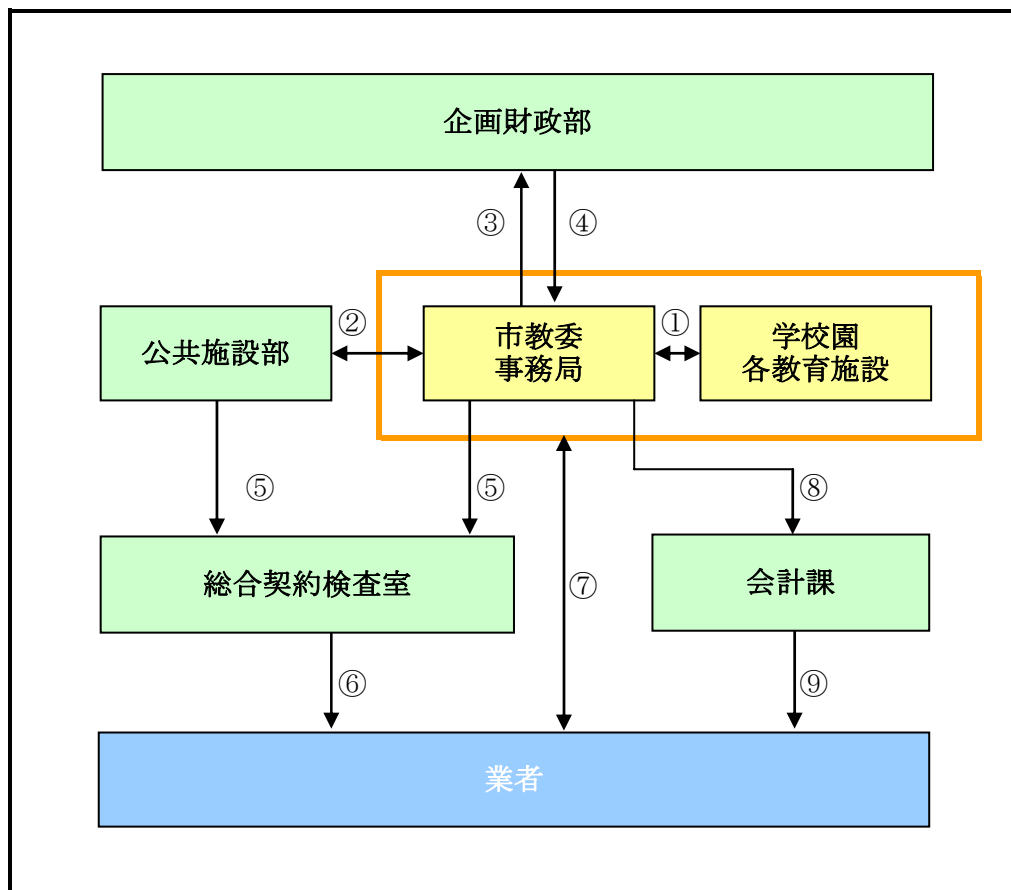 企画財政部
③
④
公共施設部
②
市教委
事務局
①
学校園
各教育施設
⑤
⑤
⑧
総合契約検査室
⑦
会計課
⑥
⑨
業者